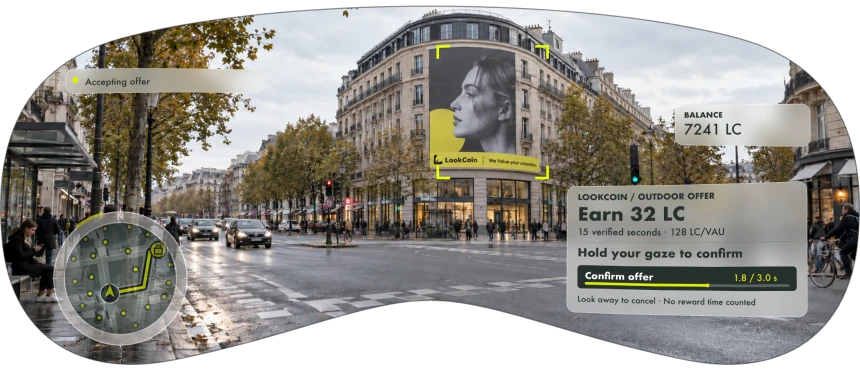 Accepting offer
LookCoin We Value your attention
BALANCE
7241 LC
LOOKCOIN / OUTDOOR OFFER
Earn 32 LC
15 verified seconds · 128 LC/VAU
Hold your gaze to confirm
Confirm offer 1.8 / 3.0 s
Look away to cancel · No reward time counted